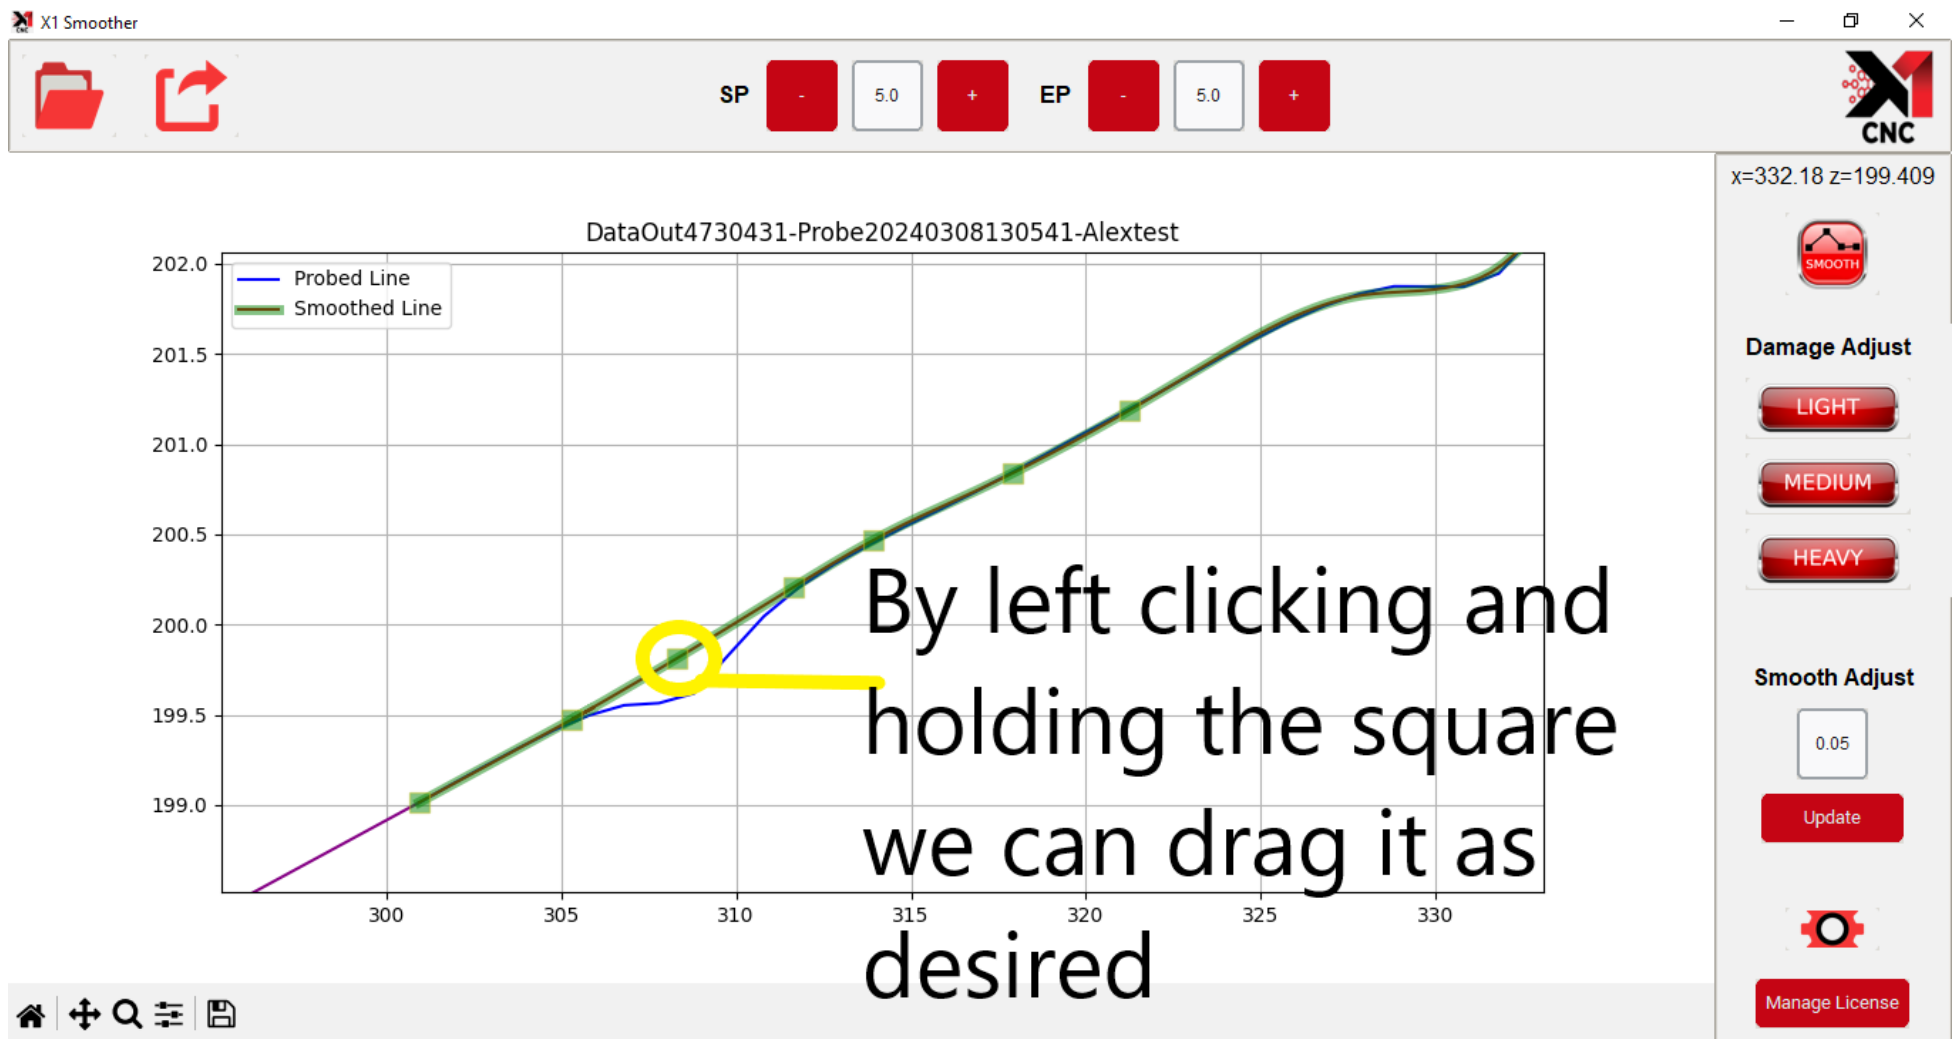 X1 Smoother
SP - 5.0 + EP - 5.0 +
X1
CNC
x=332.18 z=199.409
SMOOTH
Damage Adjust
LIGHT
MEDIUM
HEAVY
Smooth Adjust
0.05
Update
Manage License
DataOut4730431-Probe20240308130541-Alextest
Probed Line
Smoothed Line
202.0
201.5
201.0
200.5
200.0
199.5
199.0
300 305 310 315 320 325 330
By left clicking and
holding the square
we can drag it as
desired